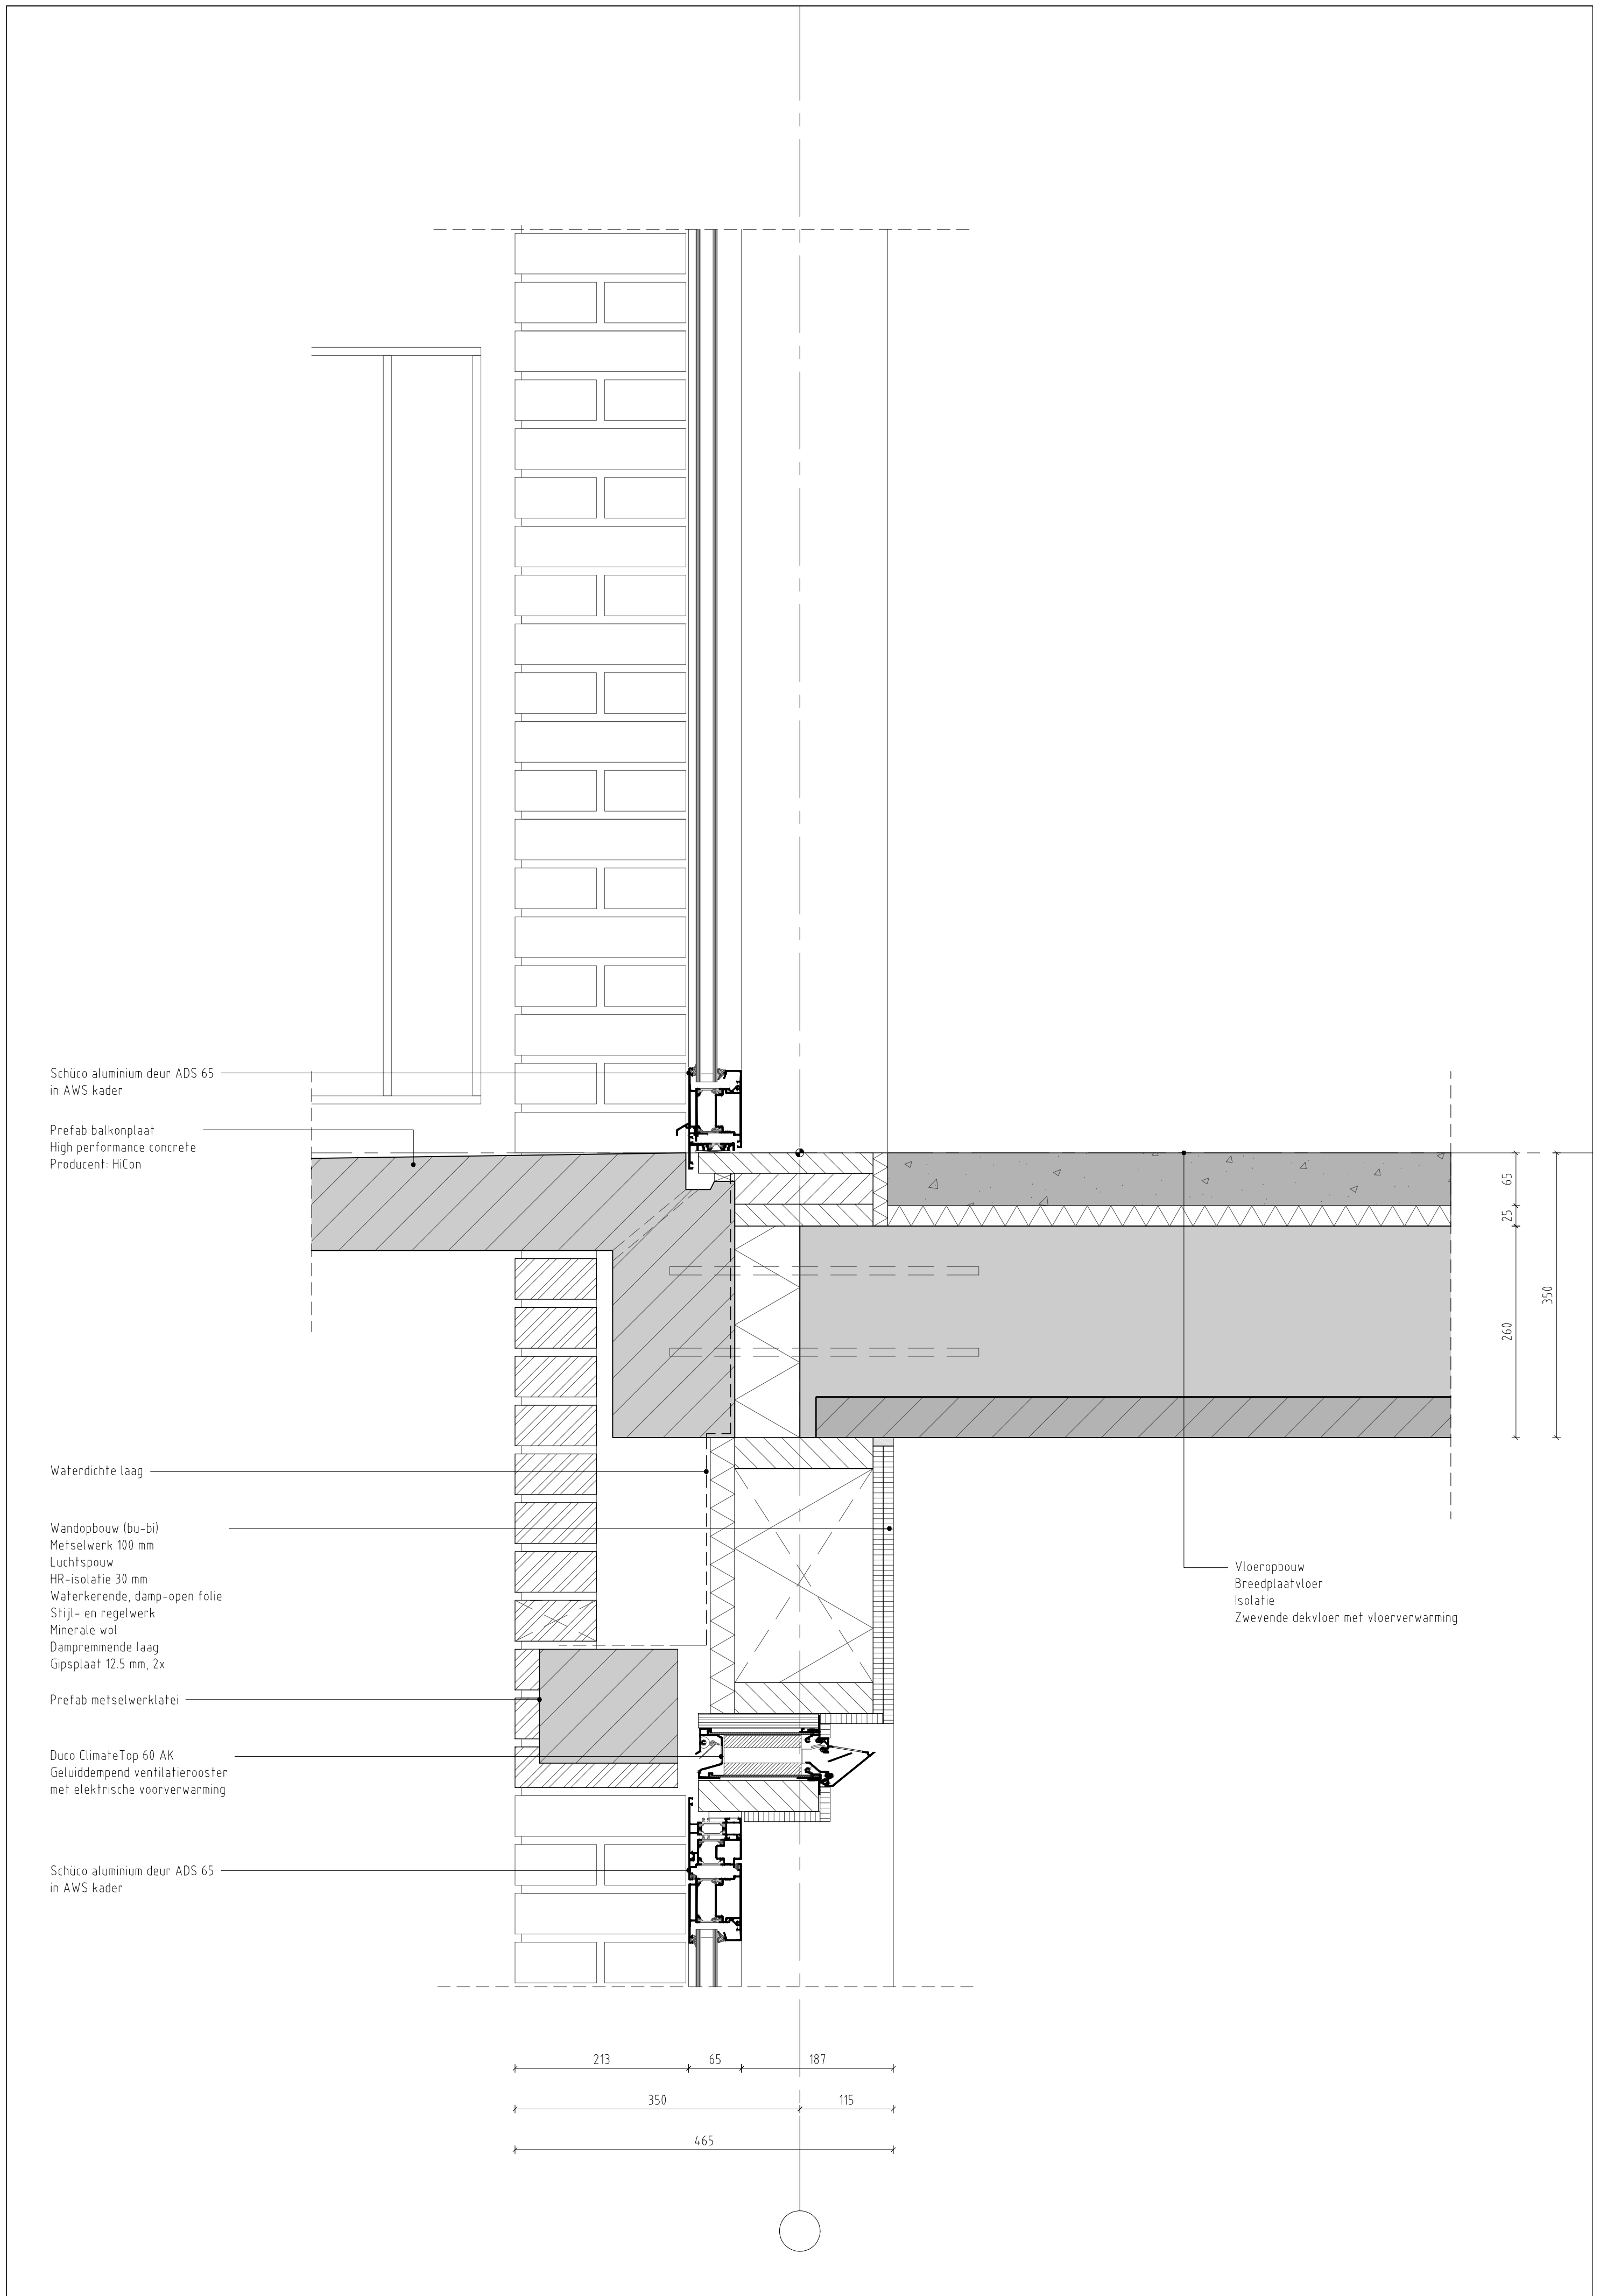 Schüco aluminium deur ADS 65
in AWS kader
Prefab balkonplaat
High performance concrete
Producent: HiCon
65
25
260
350
Waterdichte laag
Wandopbouw (bu-bi)
Metselwerk 100 mm
Luchtspouw
HR-isolatie 30 mm
Waterkerende, damp-open folie
Stijl- en regelwerk
Minerale wol
Dampremmende laag
Gipsplaat 12.5 mm, 2x
Vloeropbouw
Breedplaatvloer
Isolatie
Zwevende dekvloer met vloerverwarming
Prefab metselwerklatei
Duco ClimateTop 60 AK
Geluiddempend ventilatierooster
met elektrische voorverwarming
Schüco aluminium deur ADS 65
in AWS kader
213 65 187
350 115
465